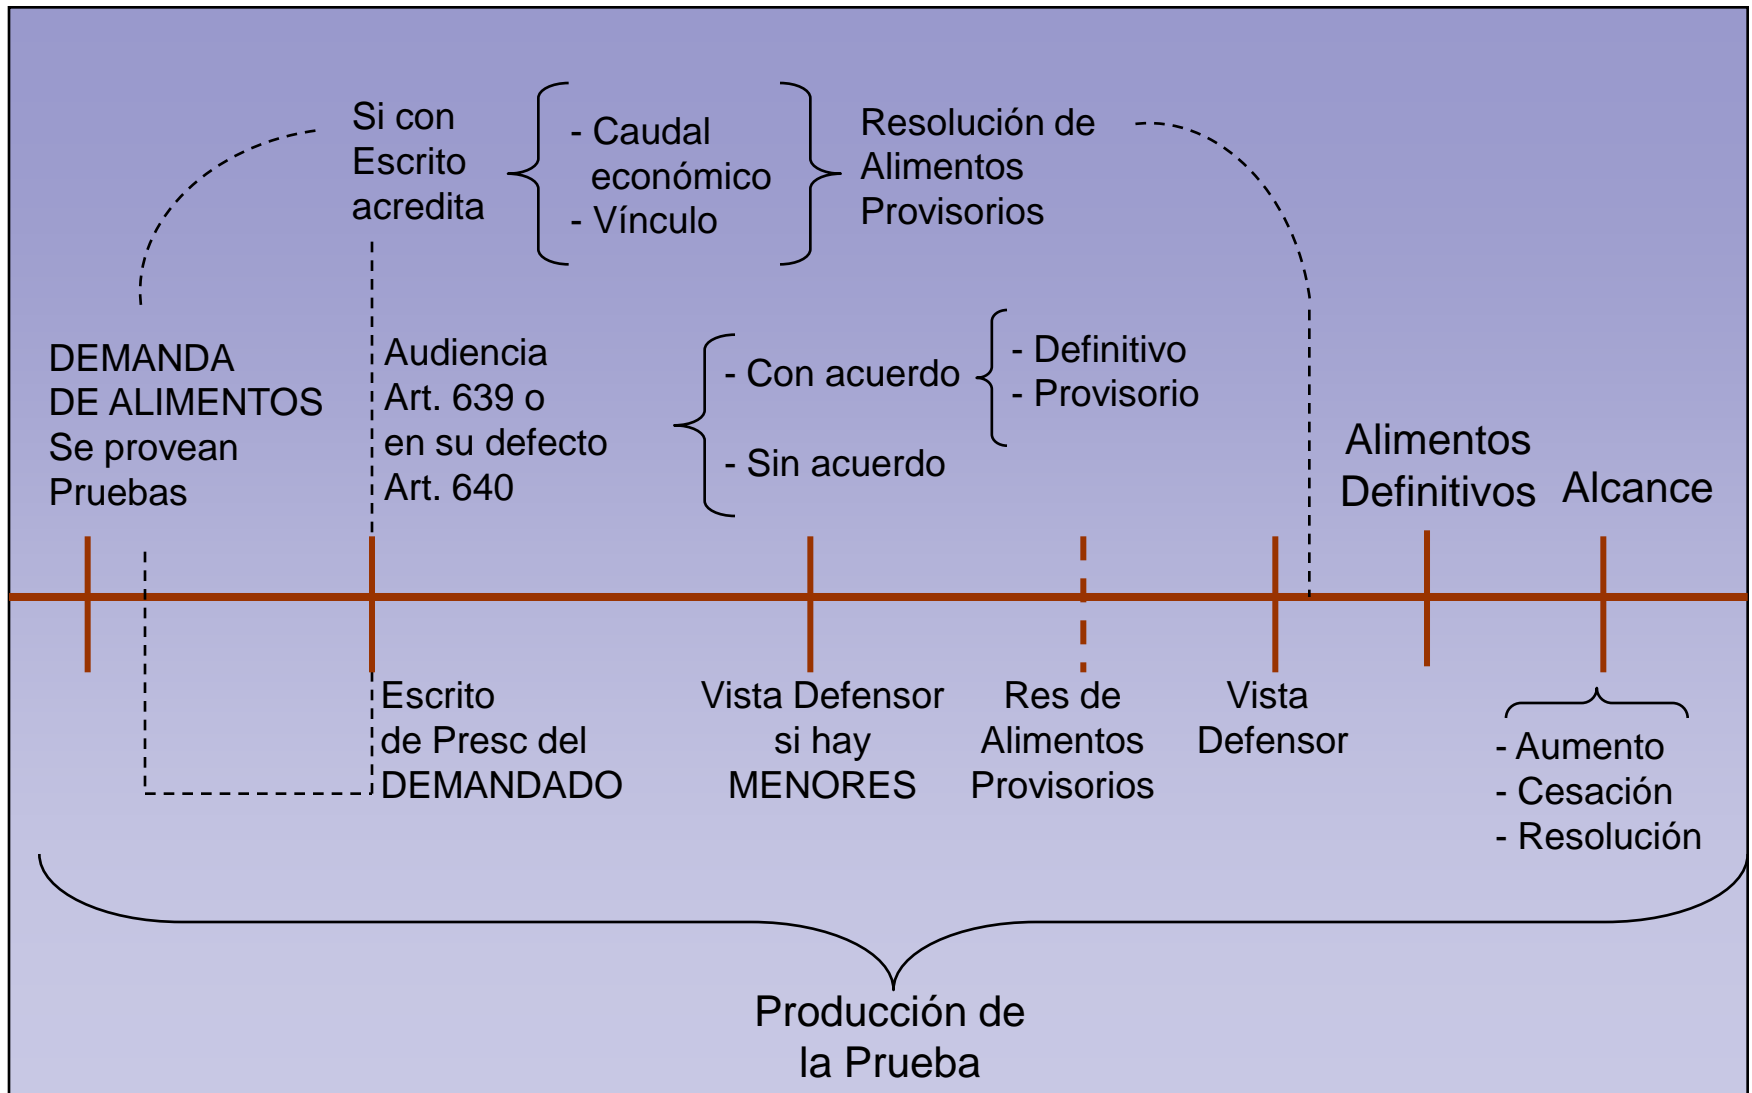 Si con
Escrito
acredita
- Caudal
económico
- Vínculo
Resolución de
Alimentos
Provisorios
DEMANDA
DE ALIMENTOS
Se provean
Pruebas
Audiencia
Art. 639 o
en su defecto
Art. 640
- Con acuerdo
- Sin acuerdo
- Definitivo
- Provisorio
Alimentos
Definitivos
Alcance
Escrito
de Presc del
DEMANDADO
Vista Defensor
si hay
MENORES
Res de
Alimentos
Provisorios
Vista
Defensor
- Aumento
- Cesación
- Resolución
Producción de
la Prueba